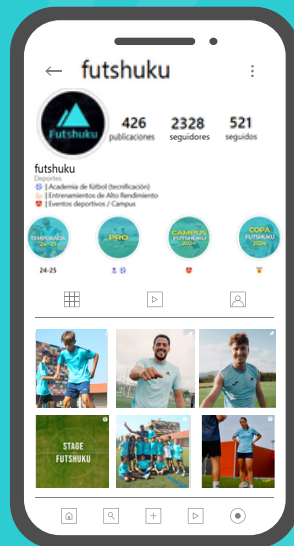 futshuku
Futshuku
426 2328 521
publicaciones seguidores seguidos
futshuku
Deportes
| Academia de fútbol (tecnificación)
| Entrenamientos de Alto Rendimiento
| Eventos deportivos / Campus
TEMPORADA
24-25
PRO
CAMPUS
FUTSHUKU
2024
COPA
FUTSHUKU
2024
24-25
STAGE
FUTSHUKU